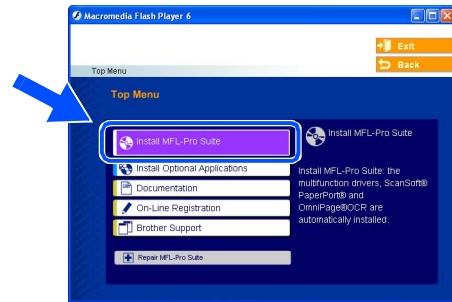 Macromedia Flash Player 6
Exit
Back
Top Menu
Top Menu
Install MFL-Pro Suite
Install Optional Applications
Documentation
On-Line Registration
Brother Support
Repair MFL-Pro Suite
Install MFL-Pro Suite
Install MFL-Pro Suite: the
multifunction drivers, ScanSoft®
PaperPort® and
OmniPage®OCR are
automatically installed.